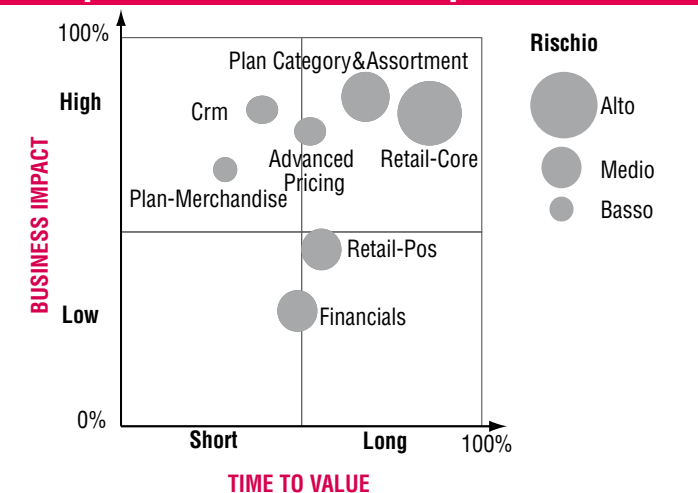 100%
Rischio
Plan Category&Assortment
High
Crm
Alto
Advanced
Pricing
Retail-Core
Medio
Plan-Merchandise
Basso
BUSINESS IMPACT
Retail-Pos
Low
Financials
0%
Short
Long
100%
TIME TO VALUE